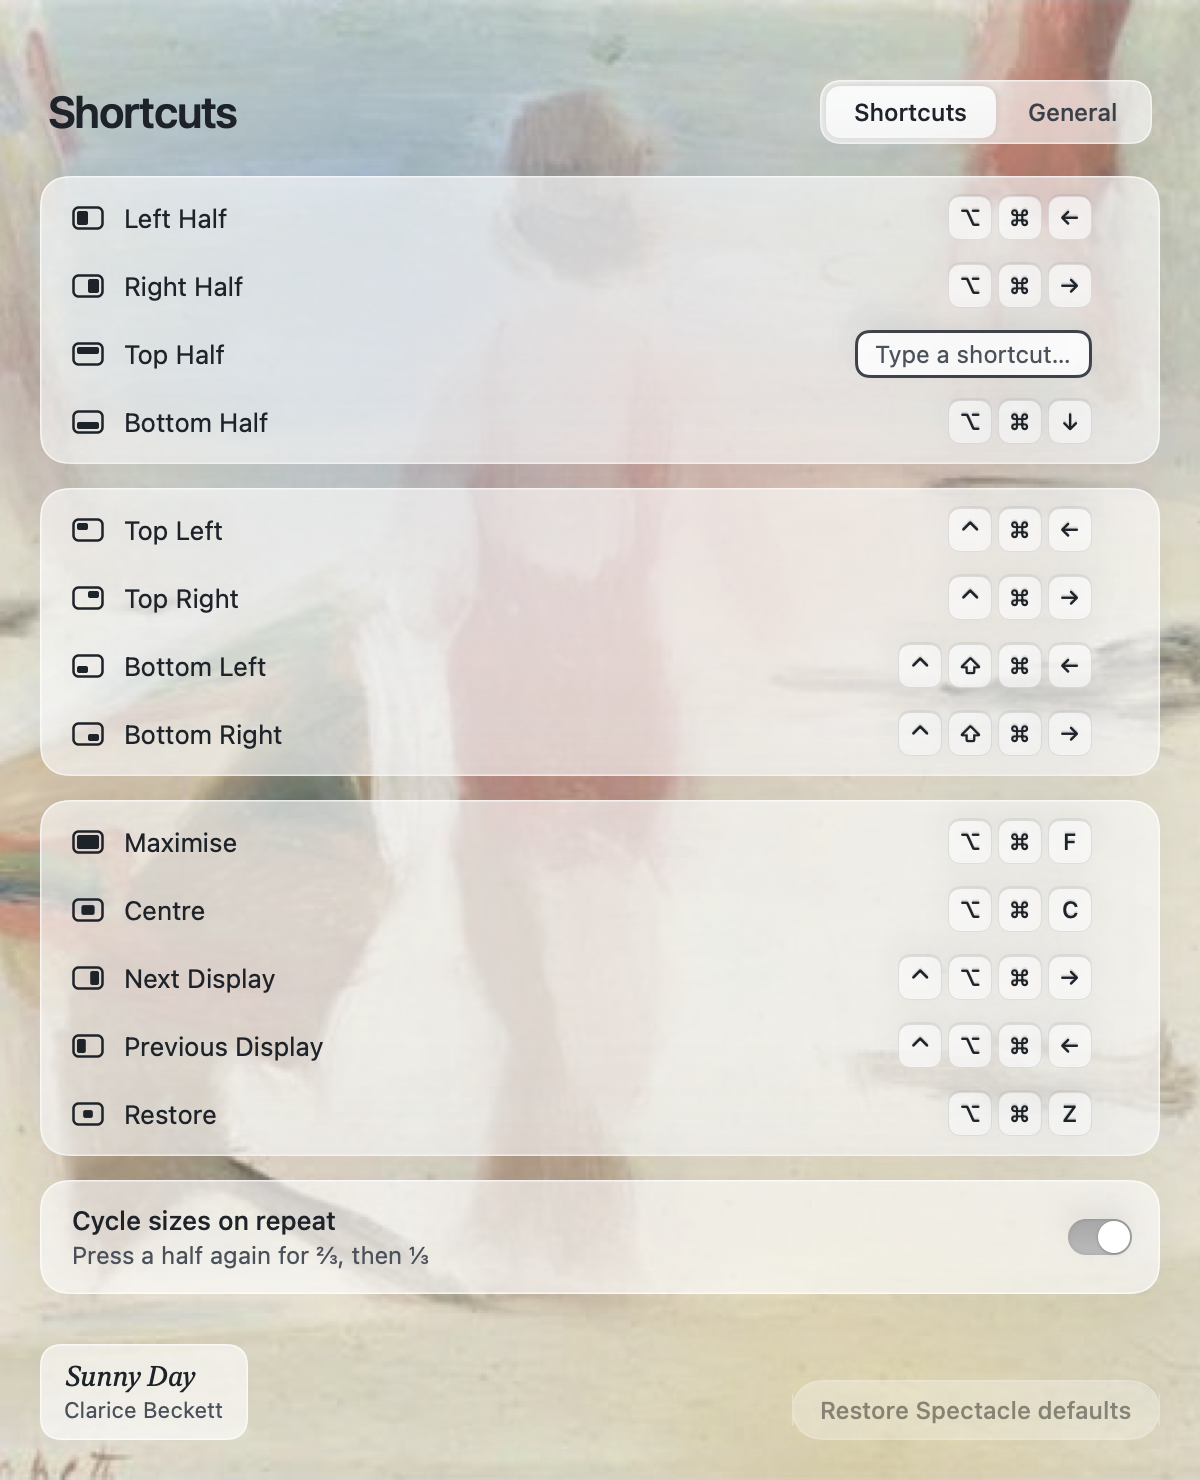 Shortcuts
Shortcuts General
Left Half ⌥ ⌘ ←
Right Half ⌥ ⌘ →
Top Half Type a shortcut...
Bottom Half ⌥ ⌘ ↓
Top Left ^ ⌘ ←
Top Right ^ ⌘ →
Bottom Left ^ ⇧ ⌘ ←
Bottom Right ^ ⇧ ⌘ →
Maximise ⌥ ⌘ F
Centre ⌥ ⌘ C
Next Display ^ ⌥ ⌘ →
Previous Display ^ ⌥ ⌘ ←
Restore ⌥ ⌘ Z
Cycle sizes on repeat
Press a half again for ⅔, then ⅓
Sunny Day
Clarice Beckett
Restore Spectacle defaults